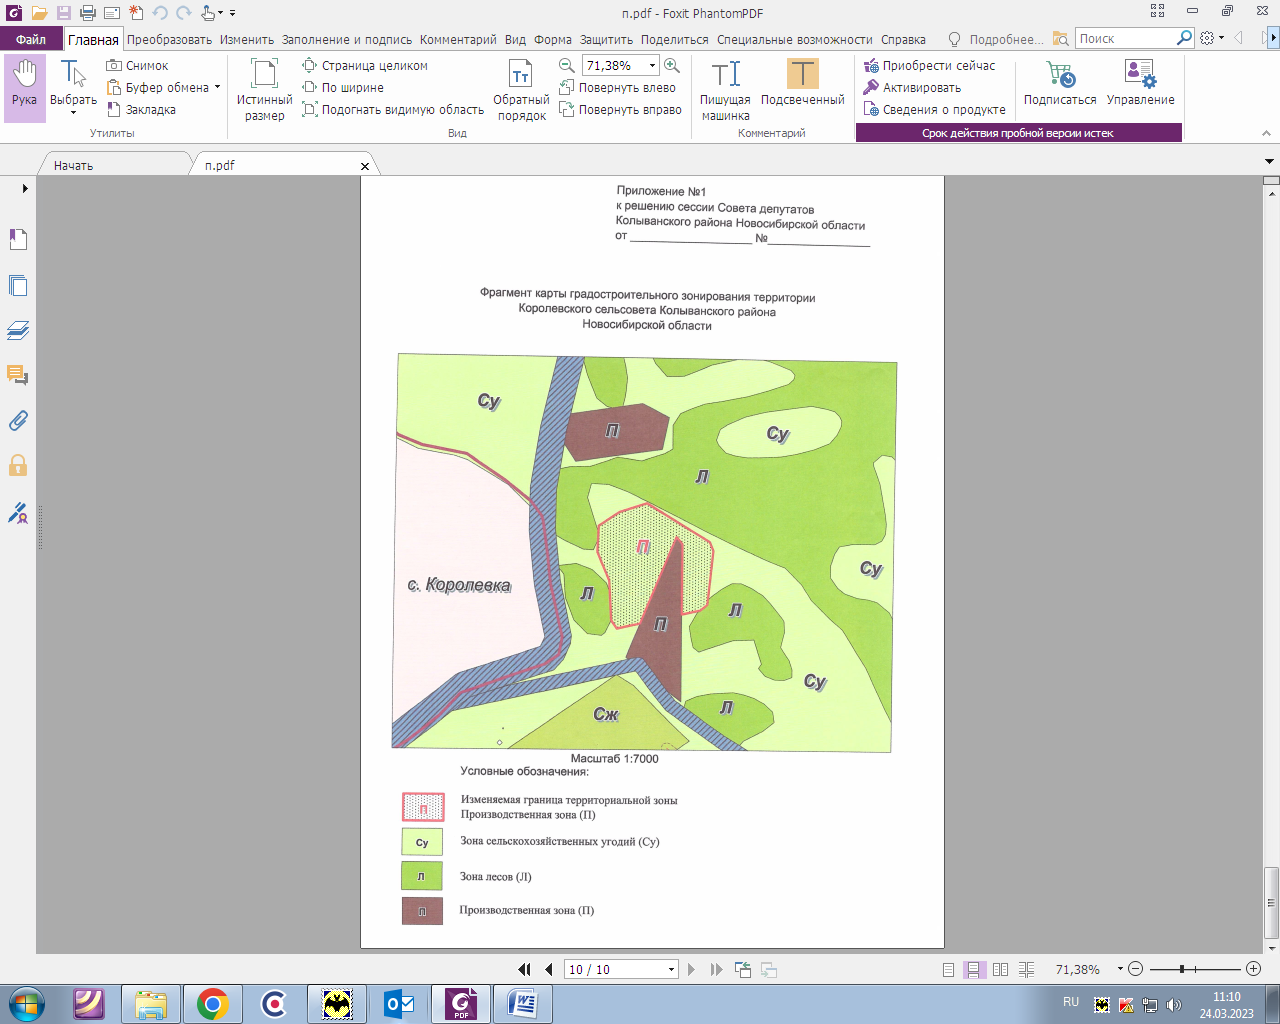 п.pdf - Foxit PhantomPDF
Файл Главная Преобразовать Изменить Заполнение и подпись Комментарий Вид Форма Защитить Поделиться Специальные возможности Справка Подробнее... Поиск
Рука
Выбрать
Снимок
Буфер обмена
Закладка
Утилиты
Истинный размер
Страница целиком
По ширине
Подогнать видимую область
Обратный порядок
71,38%
Повернуть влево
Повернуть вправо
Вид
Пишущая машинка
Подсвеченный
Комментарий
Приобрести сейчас
Активировать
Сведения о продукте
Подписаться
Управление
Срок действия пробной версии истек
Начать
п.pdf
Приложение №1
к решению сессии Совета депутатов
Колыванского района Новосибирской области
от ____________________ №_________________
Фрагмент карты градостроительного зонирования территории
Королевского сельсовета Колыванского района
Новосибирской области
Су
П
Су
Л
П
Су
с. Королевка
Л
Л
П
Су
Сж
Л
Масштаб 1:7000
Условные обозначения:
П
Изменяемая граница территориальной зоны
Производственная зона (П)
Су Зона сельскохозяйственных угодий (Су)
Л Зона лесов (Л)
П Производственная зона (П)
10 / 10
71,38%
PDF
RU
11:10
24.03.2023